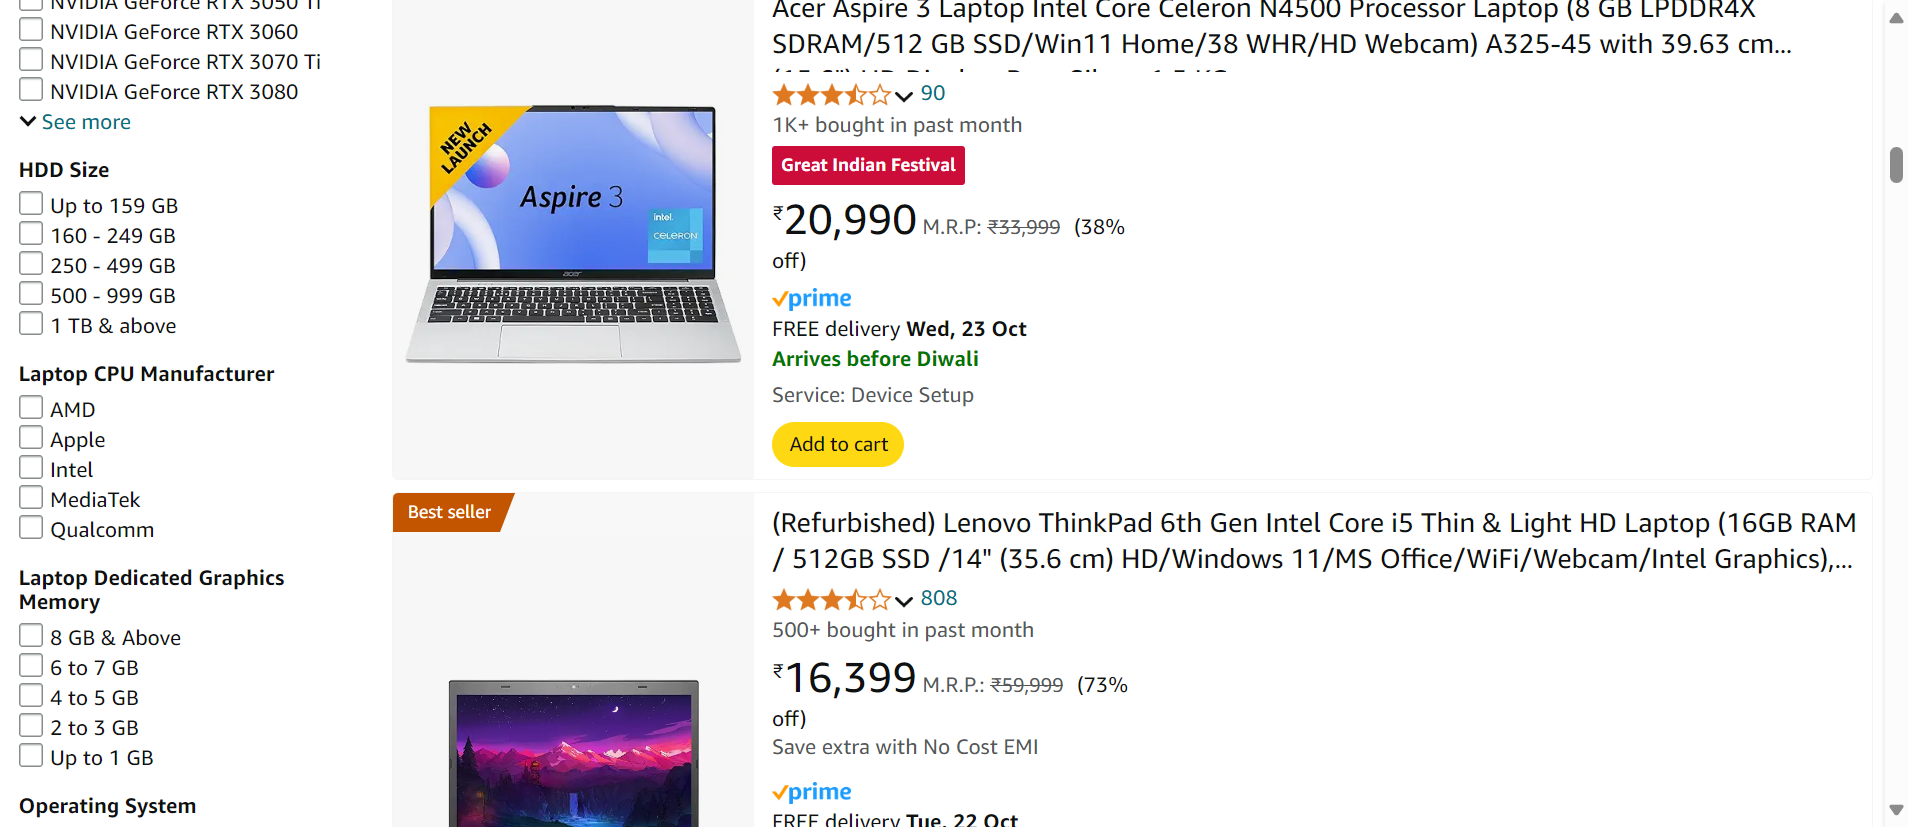 NVIDIA GeForce RTX 3050 Ti
NVIDIA GeForce RTX 3060
NVIDIA GeForce RTX 3070 Ti
NVIDIA GeForce RTX 3080
See more
HDD Size
Up to 159 GB
160 - 249 GB
250 - 499 GB
500 - 999 GB
1 TB & above
Laptop CPU Manufacturer
AMD
Apple
Intel
MediaTek
Qualcomm
Laptop Dedicated Graphics
Memory
8 GB & Above
6 to 7 GB
4 to 5 GB
2 to 3 GB
Up to 1 GB
Operating System
NEW
LAUNCH
Aspire 3
intel.
CELERON
acer
Acer Aspire 3 Laptop Intel Core Celeron N4500 Processor Laptop (8 GB LPDDR4X
SDRAM/512 GB SSD/Win11 Home/38 WHR/HD Webcam) A325-45 with 39.63 cm...
90
1K+ bought in past month
Great Indian Festival
₹20,990 M.R.P: ₹33,999 (38%
off)
prime
FREE delivery Wed, 23 Oct
Arrives before Diwali
Service: Device Setup
Add to cart
Best seller
(Refurbished) Lenovo ThinkPad 6th Gen Intel Core i5 Thin & Light HD Laptop (16GB RAM
/ 512GB SSD /14" (35.6 cm) HD/Windows 11/MS Office/WiFi/Webcam/Intel Graphics),...
808
500+ bought in past month
₹16,399 M.R.P.: ₹59,999 (73%
off)
Save extra with No Cost EMI
prime
FREE delivery Tue, 22 Oct